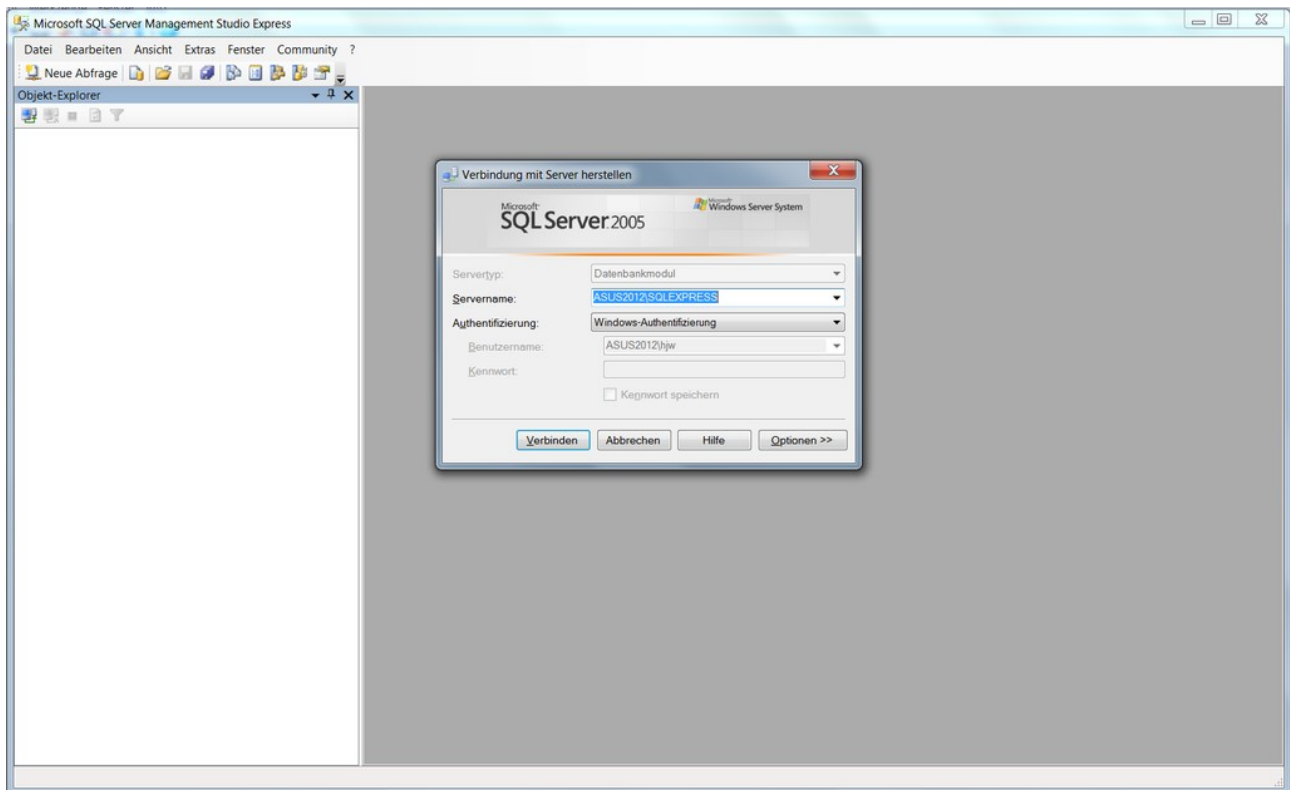 Microsoft SQL Server Management Studio Express
Datei Bearbeiten Ansicht Extras Fenster Community ?
Neue Abfrage
Objekt-Explorer
Verbindung mit Server herstellen
Microsoft
SQL Server 2005
Microsoft
Windows Server System
Servertyp: Datenbankmodul
Servername: ASUS2012\SQLEXPRESS
Authentifizierung: Windows-Authentifizierung
Benutzername: ASUS2012\hjw
Kennwort:
Kennwort speichern
Verbinden Abbrechen Hilfe Optionen >>